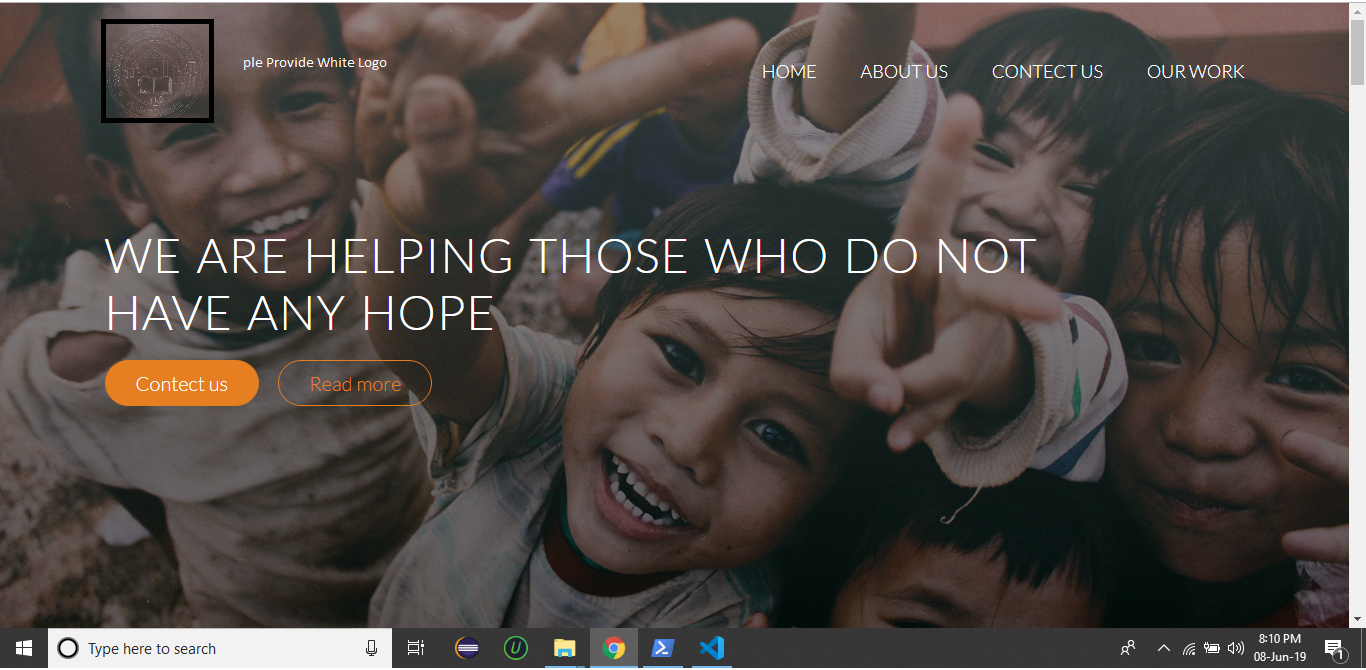 ple Provide White Logo
HOME ABOUT US CONTECT US OUR WORK
WE ARE HELPING THOSE WHO DO NOT
HAVE ANY HOPE
Contect us Read more
Type here to search
8:10 PM
08-Jun-19
1